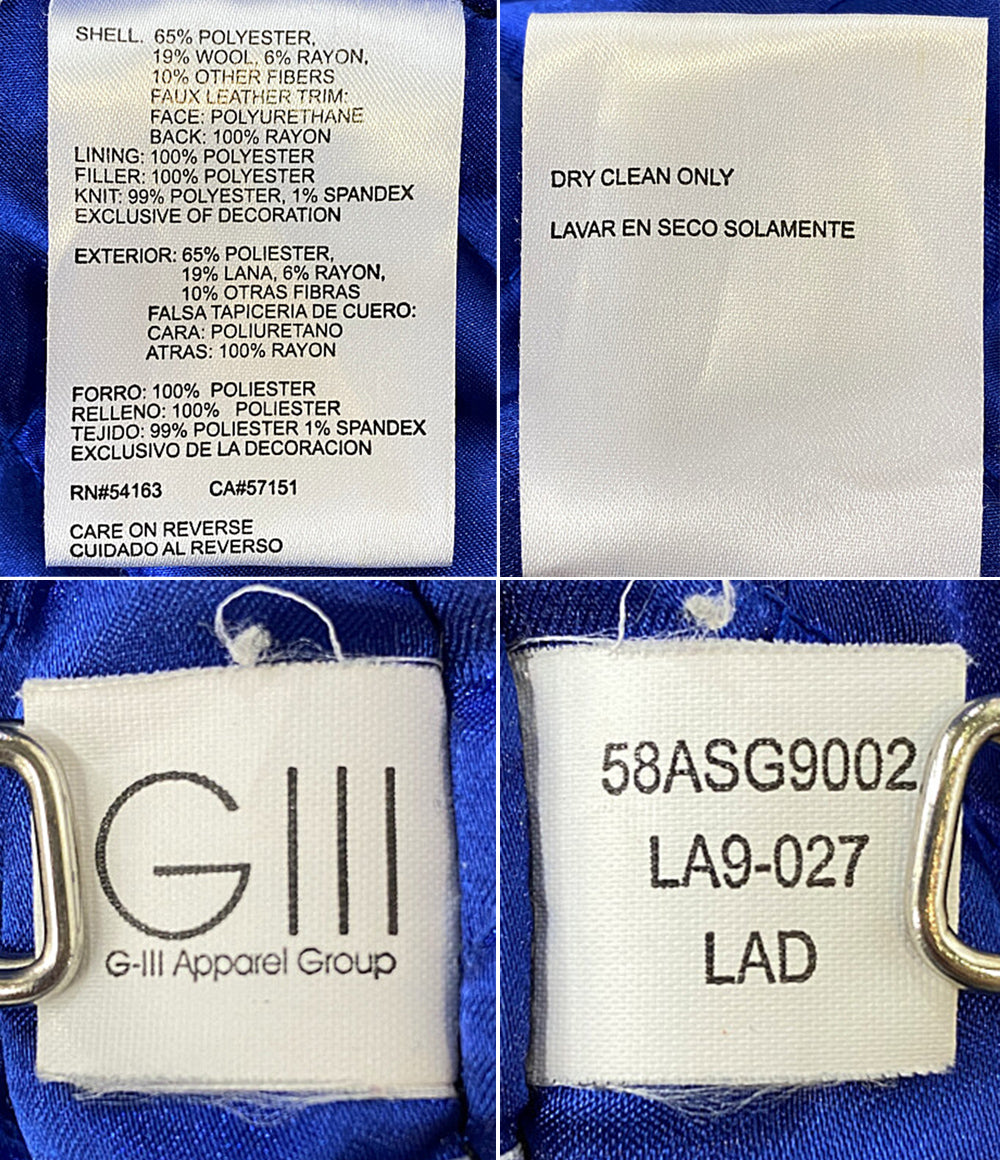 SHELL. 65% POLYESTER,
19% WOOL, 6% RAYON,
10% OTHER FIBERS
FAUX LEATHER TRIM:
FACE: POLYURETHANE
BACK: 100% RAYON
LINING: 100% POLYESTER
FILLER: 100% POLYESTER
KNIT: 99% POLYESTER, 1% SPANDEX
EXCLUSIVE OF DECORATION
EXTERIOR: 65% POLIESTER,
19% LANA, 6% RAYON,
10% OTRAS FIBRAS
FALSA TAPICERIA DE CUERO:
CARA: POLIURETANO
ATRAS: 100% RAYON
FORRO: 100% POLIESTER
RELLENO: 100% POLIESTER
TEJIDO: 99% POLIESTER 1% SPANDEX
EXCLUSIVO DE LA DECORACION
RN#54163 CA#57151
CARE ON REVERSE
CUIDADO AL REVERSO
DRY CLEAN ONLY
LAVAR EN SECO SOLAMENTE
GIII
G-III Apparel Group
58ASG9002
LA9-027
LAD